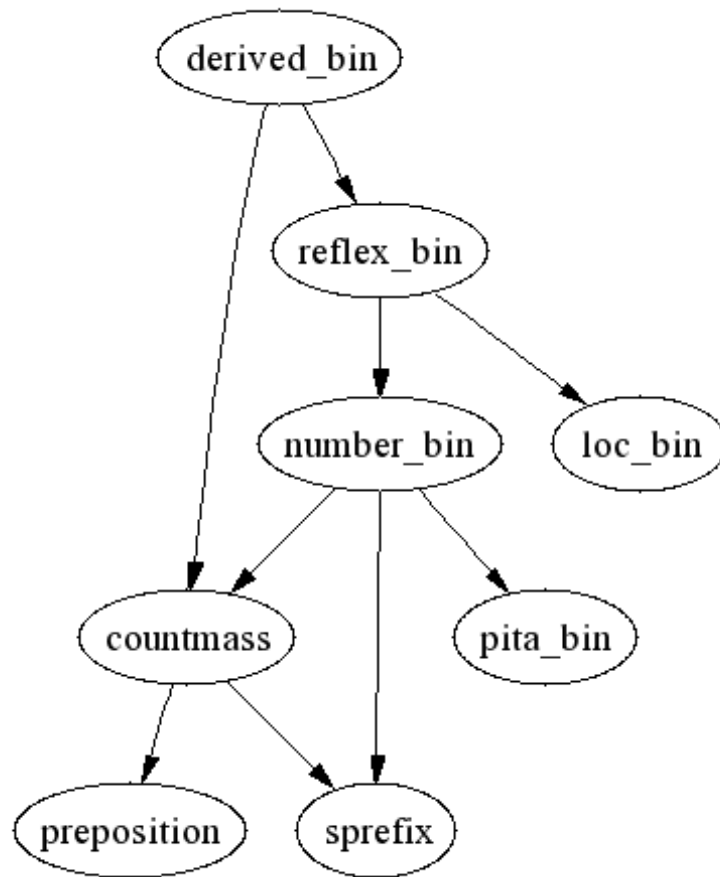 derived_bin
reflex_bin
number_bin
loc_bin
countmass
pita_bin
preposition
sprefix